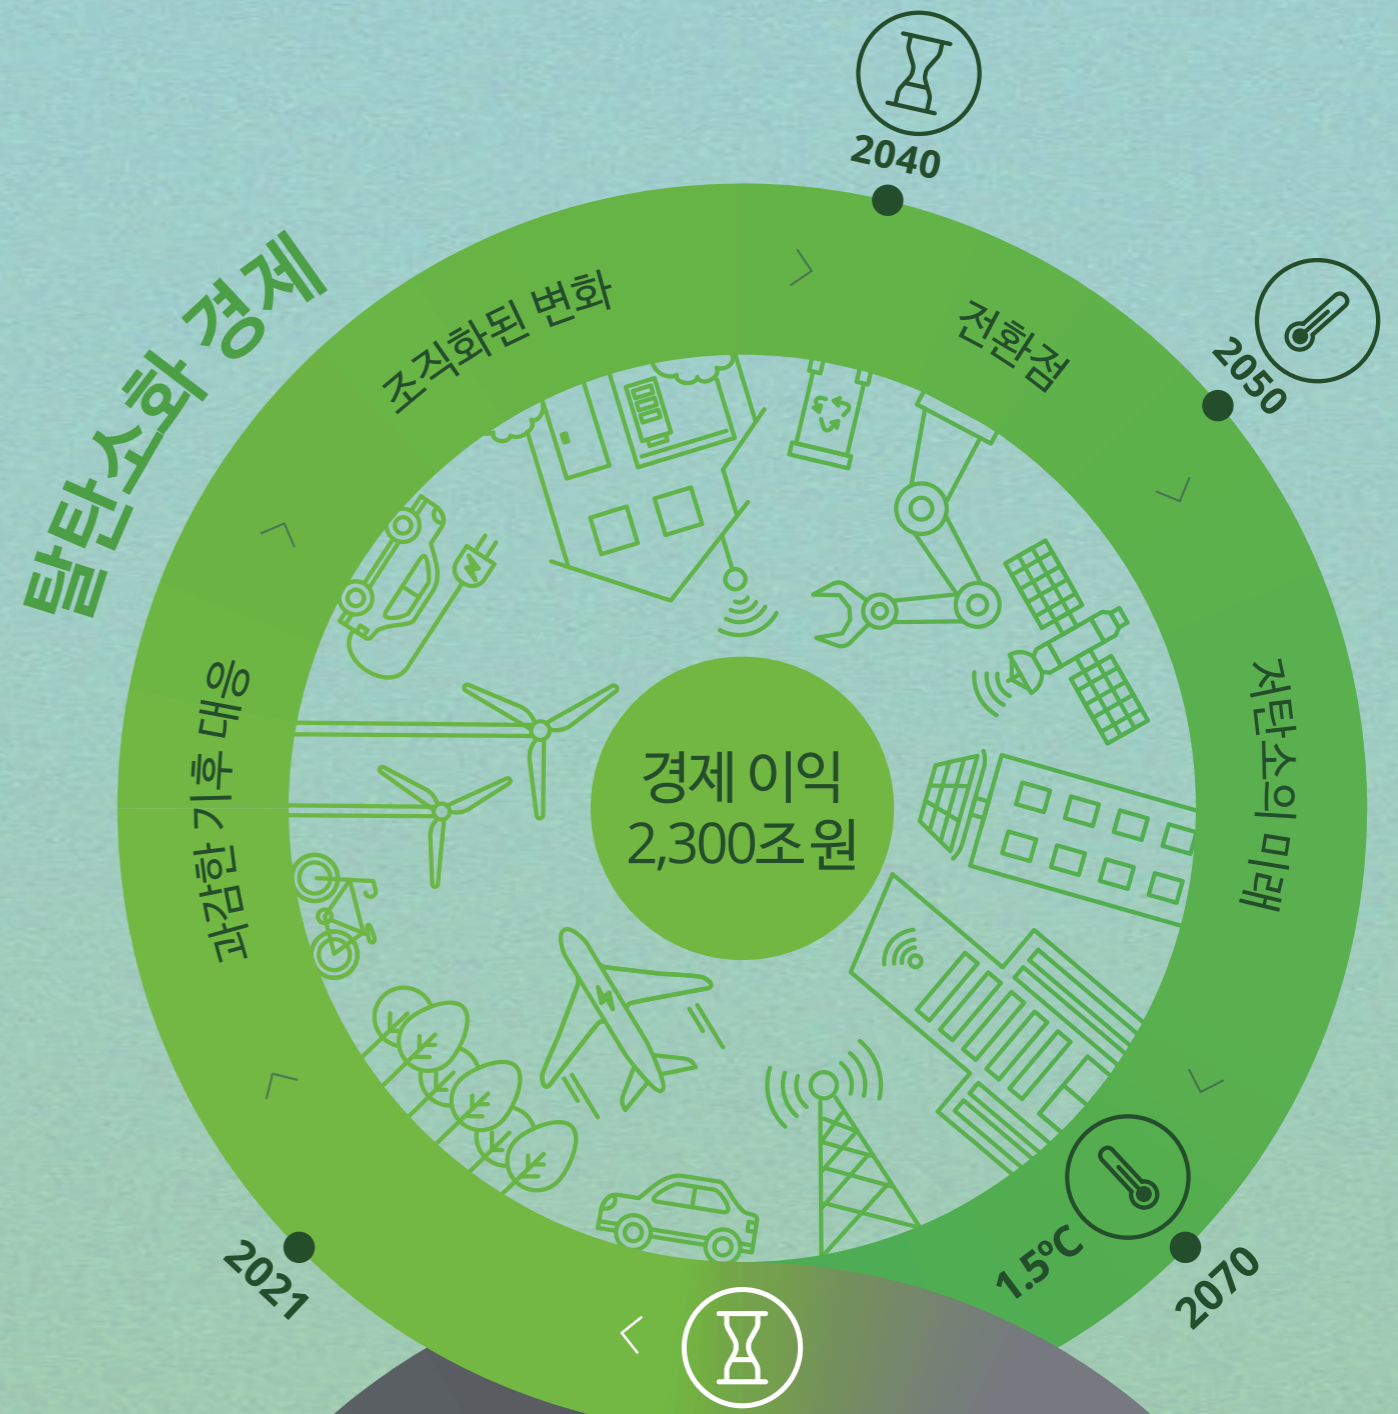 탈탄소화 경제
2021
과감한 기후 대응
조직화된 변화
2040
전환점
2050
저탄소의 미래
2070
1.5℃
경제 이익
2,300조 원